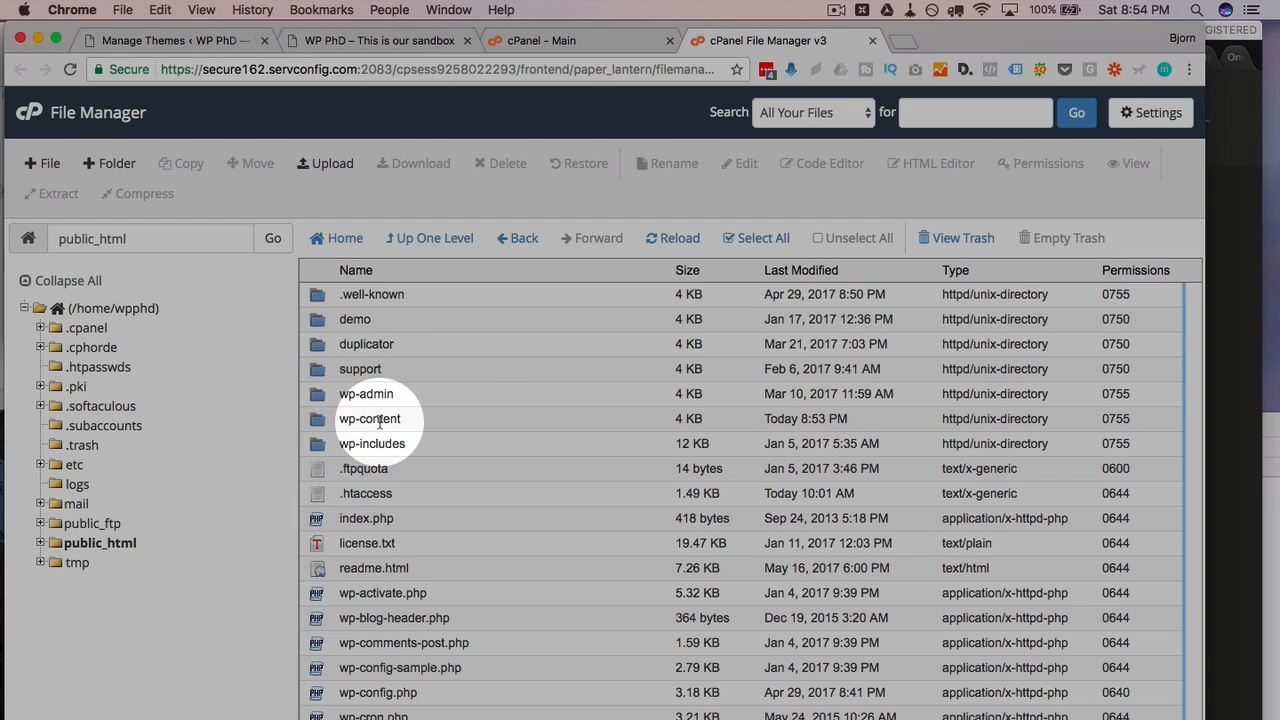 Chrome File Edit View History Bookmarks People Window Help 100% Sat 8:54 PM
Manage Themes ‹ WP PhD — WP PhD – This is our sandbox cPanel - Main cPanel File Manager v3 Bjorn
Secure https://secure162.servconfig.com:2083/cpsess9258022293/frontend/paper_lantern/filemana...
File Manager Search All Your Files for Go Settings
File Folder Copy Move Upload Download Delete Restore Rename Edit Code Editor HTML Editor Permissions View
Extract Compress
public_html Go Home Up One Level Back Forward Reload Select All Unselect All View Trash Empty Trash
Collapse All
(/home/wpphd)
.cpanel
.cphorde
.htpasswds
.pki
.softaculous
.subaccounts
.trash
etc
logs
mail
public_ftp
public_html
tmp
Name Size Last Modified Type Permissions
.well-known 4 KB Apr 29, 2017 8:50 PM httpd/unix-directory 0755
demo 4 KB Jan 17, 2017 12:36 PM httpd/unix-directory 0750
duplicator 4 KB Mar 21, 2017 7:03 PM httpd/unix-directory 0750
support 4 KB Feb 6, 2017 9:41 AM httpd/unix-directory 0750
wp-admin 4 KB Mar 10, 2017 11:59 AM httpd/unix-directory 0755
wp-content 4 KB Today 8:53 PM httpd/unix-directory 0755
wp-includes 12 KB Jan 5, 2017 5:35 AM httpd/unix-directory 0755
.ftpquota 14 bytes Jan 5, 2017 3:46 PM text/x-generic 0600
.htaccess 1.49 KB Today 10:01 AM text/x-generic 0644
index.php 418 bytes Sep 24, 2013 5:18 PM application/x-httpd-php 0644
license.txt 19.47 KB Jan 11, 2017 12:03 PM text/plain 0644
readme.html 7.26 KB May 16, 2017 6:00 PM text/html 0644
wp-activate.php 5.32 KB Jan 4, 2017 9:39 PM application/x-httpd-php 0644
wp-blog-header.php 364 bytes Dec 19, 2015 3:20 AM application/x-httpd-php 0644
wp-comments-post.php 1.59 KB Jan 4, 2017 9:39 PM application/x-httpd-php 0644
wp-config-sample.php 2.79 KB Jan 4, 2017 9:39 PM application/x-httpd-php 0644
wp-config.php 3.18 KB Apr 29, 2017 8:41 PM application/x-httpd-php 0640
wp-cron.php 3.21 KB May 24, 2015 10:26 AM application/x-httpd-php 0644